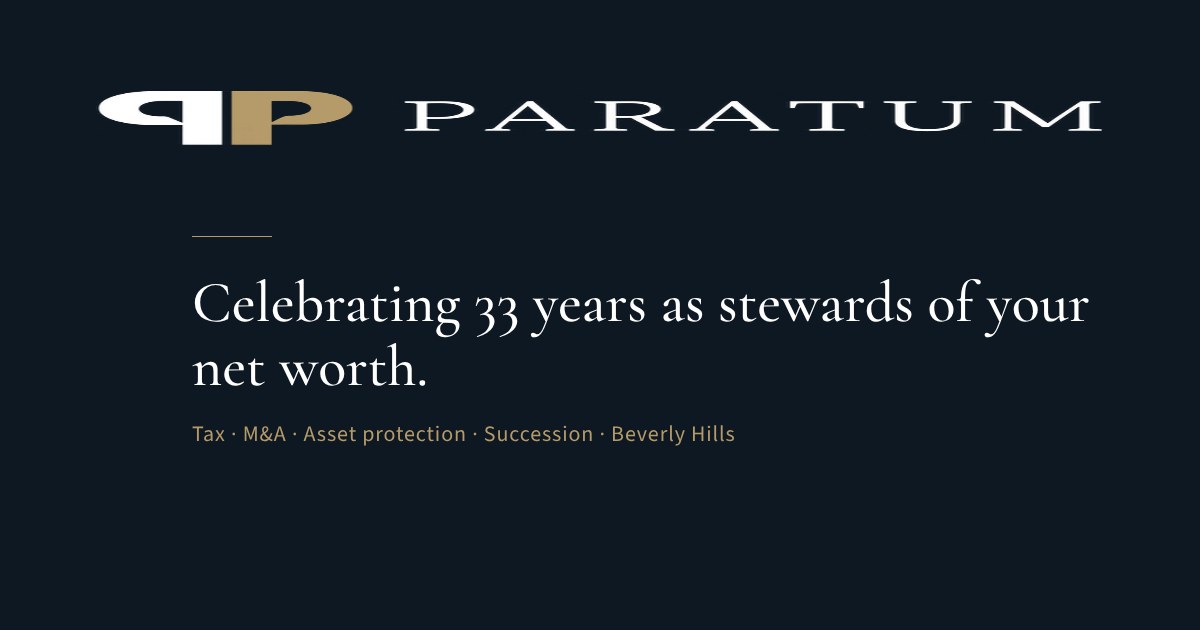 PARATUM
Celebrating 33 years as stewards of your
net worth.
Tax · M&A · Asset protection · Succession · Beverly Hills